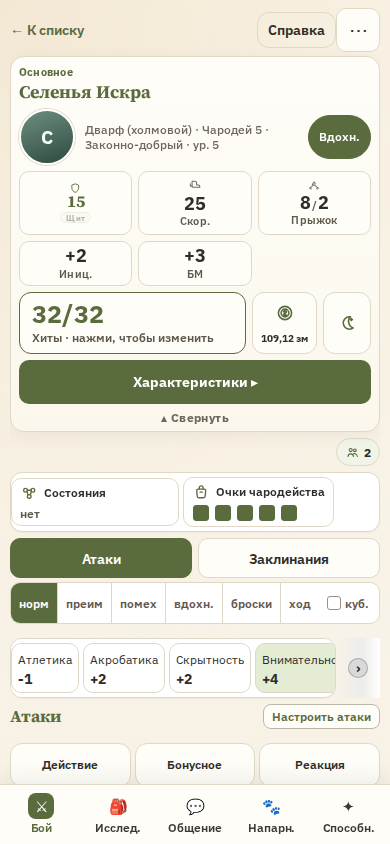 ← К списку
Справка
···
Основное
Селенья Искра
С
Дварф (холмовой) · Чародей 5 ·
Законно-добрый · ур. 5
Вдохн.
15
Щит
25
Скор.
8/2
Прыжок
+2
Иниц.
+3
БМ
32/32
Хиты · нажми, чтобы изменить
109,12 зм
Характеристики ▸
▴ Свернуть
2
Состояния
нет
Очки чародейства
Атаки
Заклинания
норм
преим
помех
вдохн.
броски
ход
куб.
Атлетика
-1
Акробатика
+2
Скрытность
+2
Внимательно
+4
›
Атаки
Настроить атаки
Действие
Бонусное
Реакция
Бой
Исслед.
Общение
Напарн.
Способн.